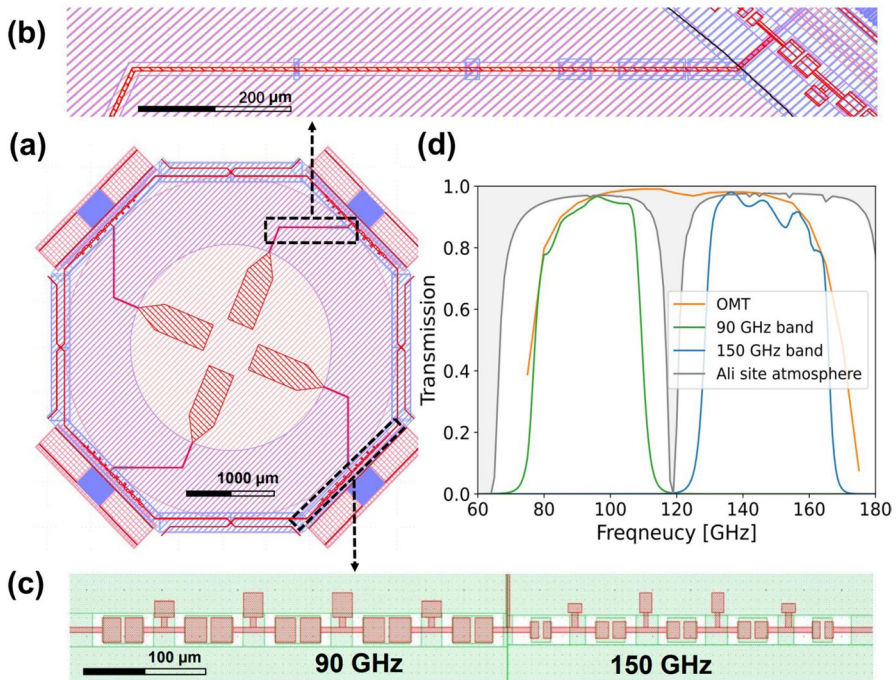 (b)
200 µm
(a)
(d)
1000 µm
1.0
0.8
0.6
0.4
0.2
0.0
Transmission
OMT
90 GHz band
150 GHz band
Ali site atmosphere
60 80 100 120 140 160 180
Freqneucy [GHz]
(c)
100 µm
90 GHz
150 GHz